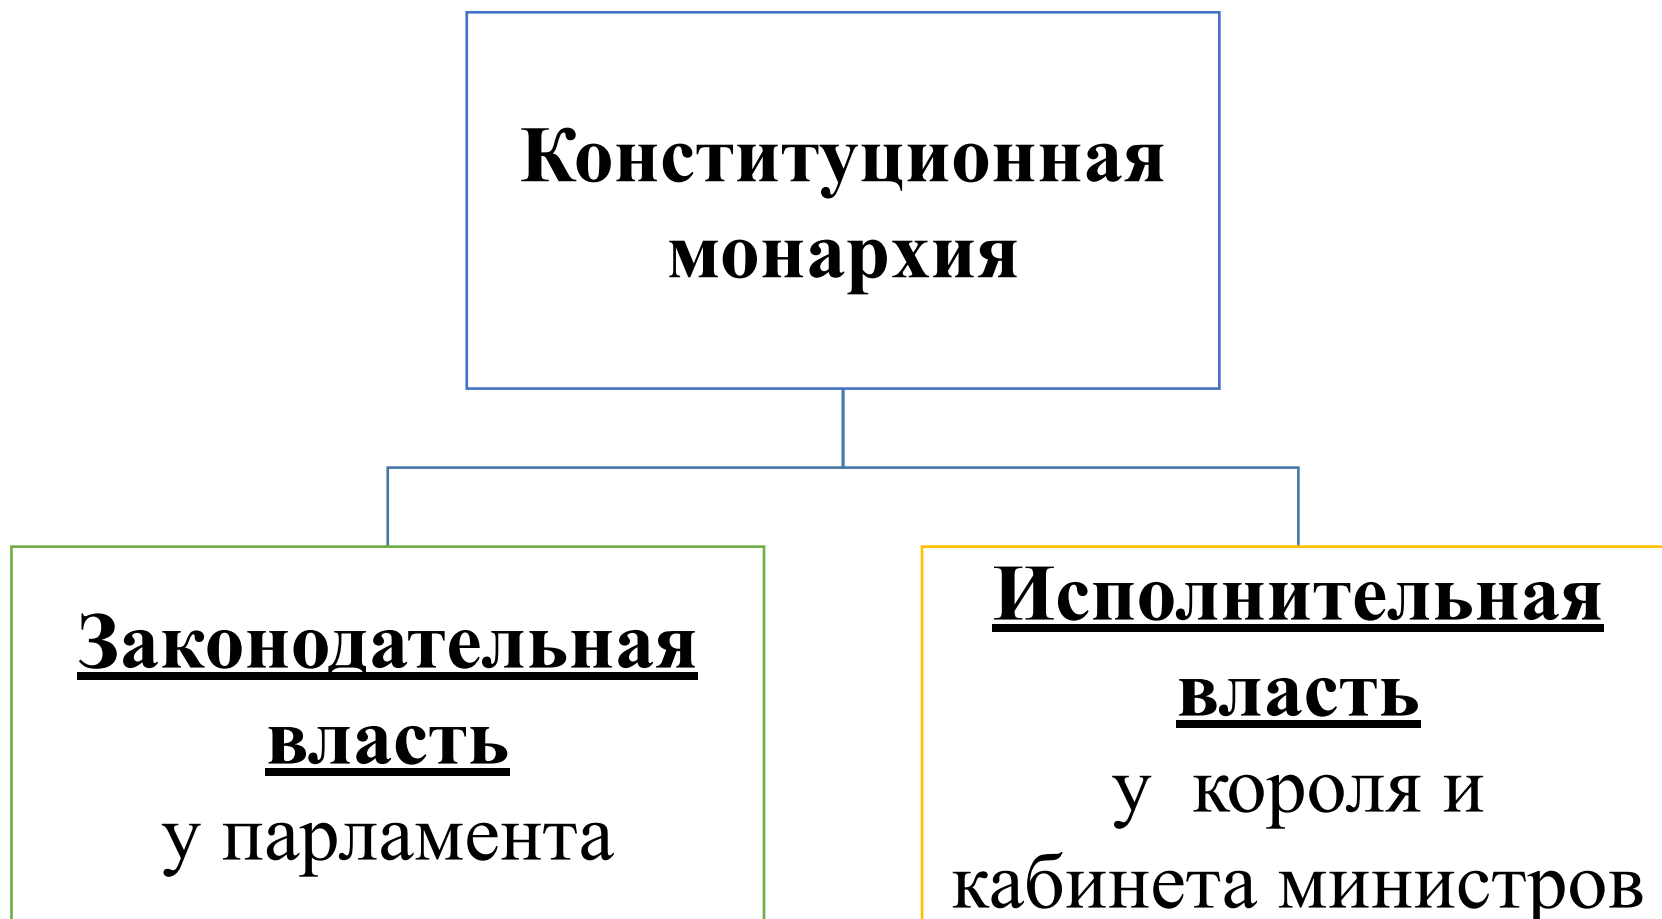 Конституционная
монархия
Законодательная
власть
у парламента
Исполнительная
власть
у короля и
кабинета министров